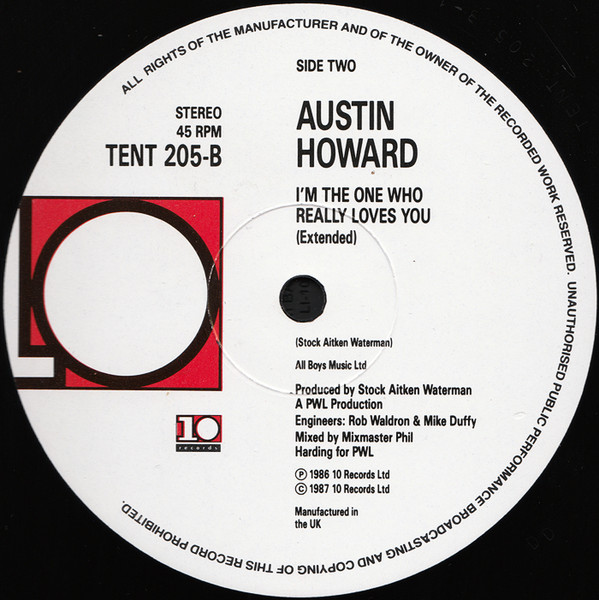 ALL RIGHTS OF THE MANUFACTURER AND OF THE OWNER OF THE RECORDED WORK RESERVED. UNAUTHORISED PUBLIC PERFORMANCE BROADCASTING AND COPYING OF THIS RECORD PROHIBITED.
SIDE TWO
STEREO
45 RPM
TENT 205-B
AUSTIN
HOWARD
I'M THE ONE WHO
REALLY LOVES YOU
(Extended)
(Stock Aitken Waterman)
All Boys Music Ltd
Produced by Stock Aitken Waterman
A PWL Production
Engineers: Rob Waldron & Mike Duffy
Mixed by Mixmaster Phil
Harding for PWL
Ⓟ 1986 10 Records Ltd
© 1987 10 Records Ltd
Manufactured in
the UK
10
records